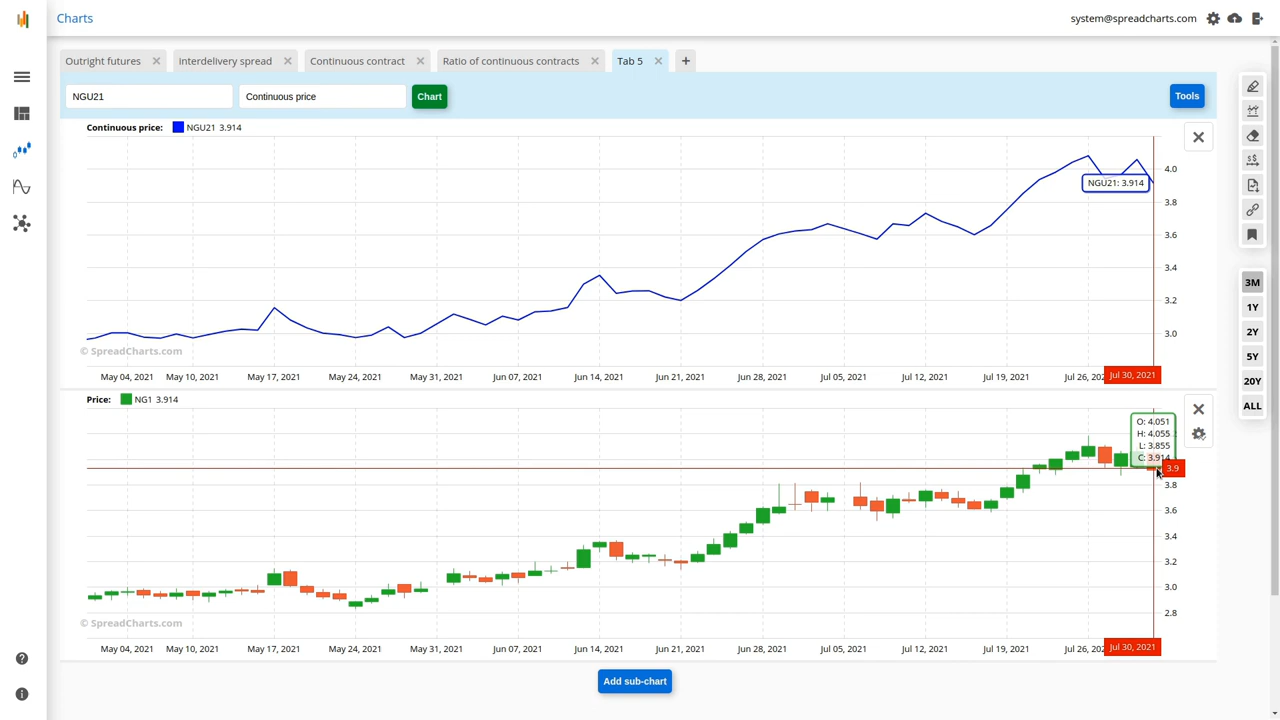 Charts
system@spreadcharts.com
Outright futures
Interdelivery spread
Continuous contract
Ratio of continuous contracts
Tab 5
+
NGU21
Continuous price
Chart
Tools
Continuous price: NGU21 3.914
4.0
NGU21: 3.914
3.8
3.6
3.4
3.2
3.0
© SpreadCharts.com
May 04, 2021 May 10, 2021 May 17, 2021 May 24, 2021 May 31, 2021 Jun 07, 2021 Jun 14, 2021 Jun 21, 2021 Jun 28, 2021 Jul 05, 2021 Jul 12, 2021 Jul 19, 2021 Jul 26, Jul 30, 2021
Price: NG1 3.914
O: 4.051
H: 4.055
L: 3.855
C: 3.914
3.9
3.8
3.6
3.4
3.2
3.0
2.8
© SpreadCharts.com
May 04, 2021 May 10, 2021 May 17, 2021 May 24, 2021 May 31, 2021 Jun 07, 2021 Jun 14, 2021 Jun 21, 2021 Jun 28, 2021 Jul 05, 2021 Jul 12, 2021 Jul 19, 2021 Jul 26, Jul 30, 2021
Add sub-chart
3M
1Y
2Y
5Y
20Y
ALL